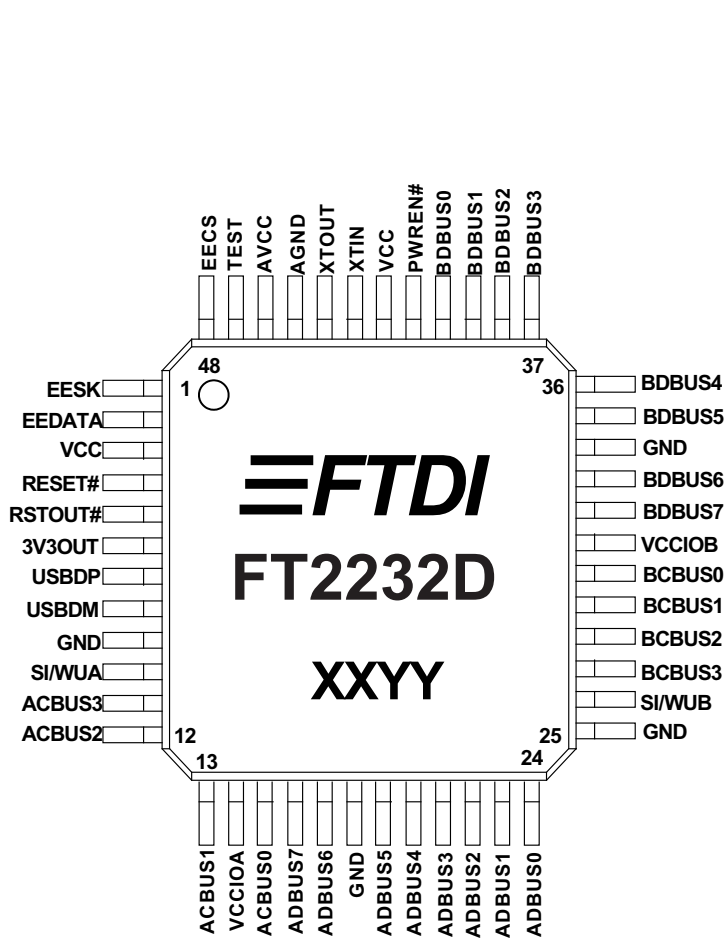 EECS
TEST
AVCC
AGND
XTOUT
XTIN
VCC
PWREN#
BDBUS0
BDBUS1
BDBUS2
BDBUS3
48
37
1
36
EESK
EEDATA
VCC
RESET#
RSTOUT#
3V3OUT
USBDP
USBDM
GND
SI/WUA
ACBUS3
ACBUS2
FTDI
FT2232D
XXYY
BDBUS4
BDBUS5
GND
BDBUS6
BDBUS7
VCCIOB
BCBUS0
BCBUS1
BCBUS2
BCBUS3
SI/WUB
GND
12
25
13
24
ACBUS1
VCCIOA
ACBUS0
ADBUS7
ADBUS6
GND
ADBUS5
ADBUS4
ADBUS3
ADBUS2
ADBUS1
ADBUS0